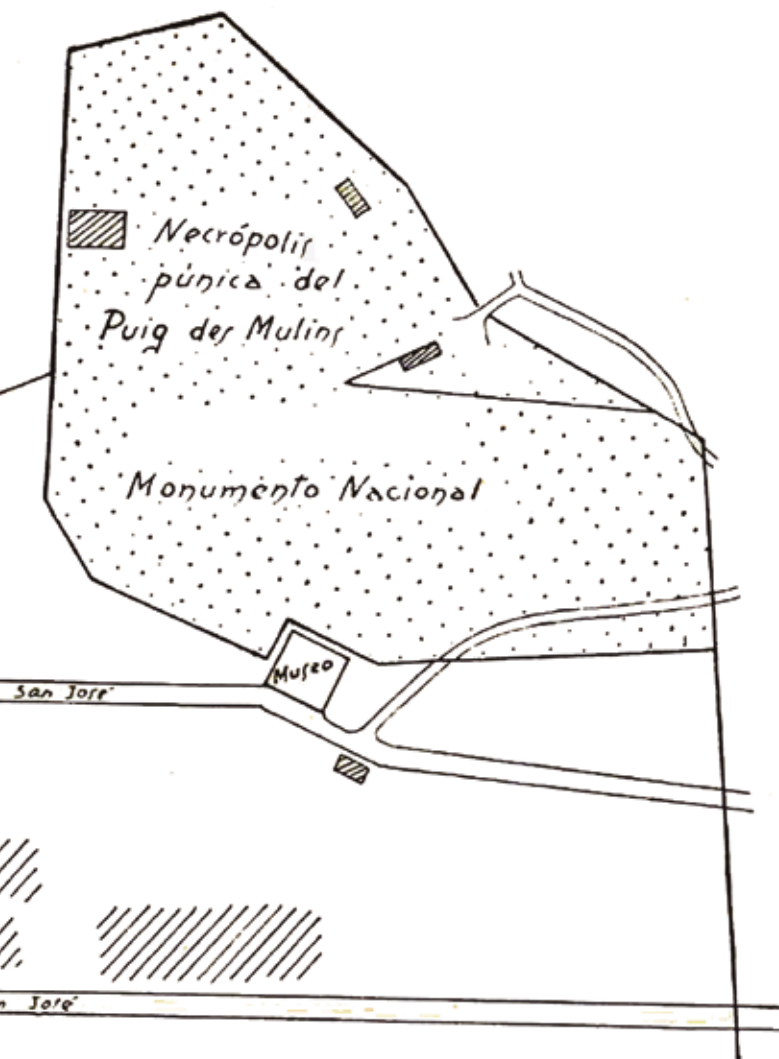 Necrópolis
púnica del
Puig des Mulins
Monumento Nacional
Museo
San José
José